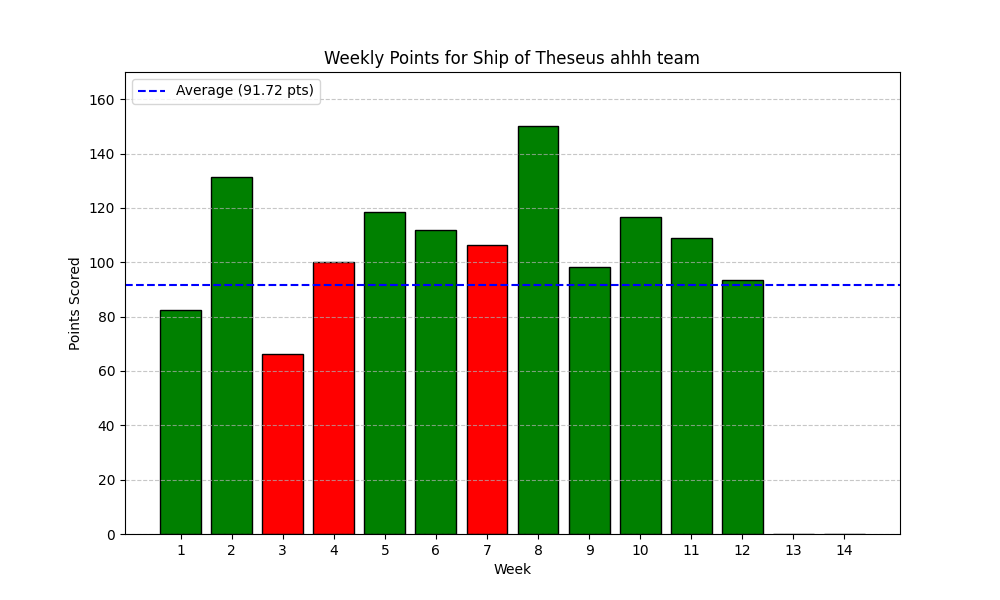 Weekly Points for Ship of Theseus ahhh team
Average (91.72 pts)
160
140
120
100
80
60
40
20
0
Points Scored
1 2 3 4 5 6 7 8 9 10 11 12 13 14
Week